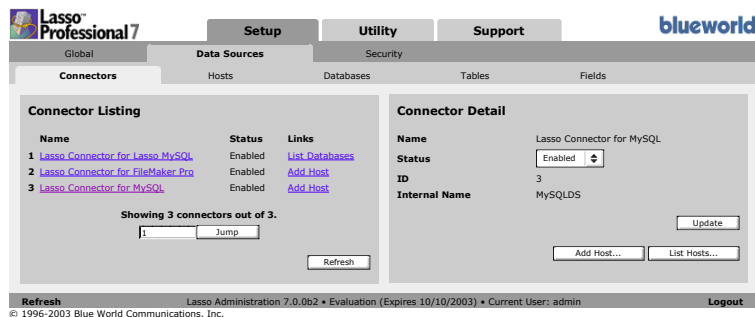 Lasso™
Professional 7
Setup Utility Support
blueworld
Global Data Sources Security
Connectors Hosts Databases Tables Fields
Connector Listing
Name Status Links
1 Lasso Connector for Lasso MySQL Enabled List Databases
2 Lasso Connector for FileMaker Pro Enabled Add Host
3 Lasso Connector for MySQL Enabled Add Host
Showing 3 connectors out of 3.
1 Jump
Refresh
Connector Detail
Name Lasso Connector for MySQL
Status Enabled
ID 3
Internal Name MySQLDS
Update
Add Host... List Hosts...
Refresh Lasso Administration 7.0.0b2 • Evaluation (Expires 10/10/2003) • Current User: admin Logout
© 1996-2003 Blue World Communications, Inc.